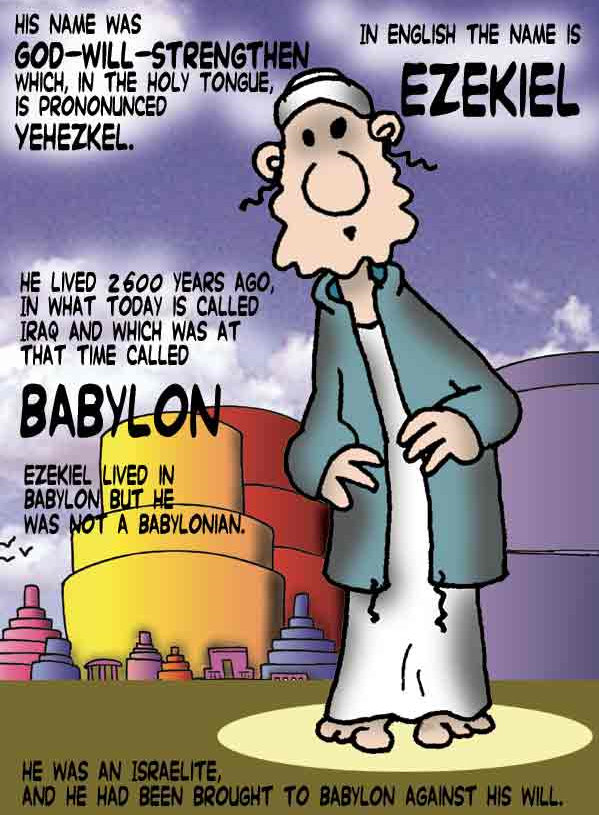 HIS NAME WAS
GOD-WILL-STRENGTHEN
WHICH, IN THE HOLY TONGUE,
IS PRONONUNCED
YEHEZKEL.
IN ENGLISH THE NAME IS
EZEKIEL
HE LIVED 2600 YEARS AGO,
IN WHAT TODAY IS CALLED
IRAQ AND WHICH WAS AT
THAT TIME CALLED
BABYLON
EZEKIEL LIVED IN
BABYLON BUT HE
WAS NOT A BABYLONIAN.
HE WAS AN ISRAELITE,
AND HE HAD BEEN BROUGHT TO BABYLON AGAINST HIS WILL.